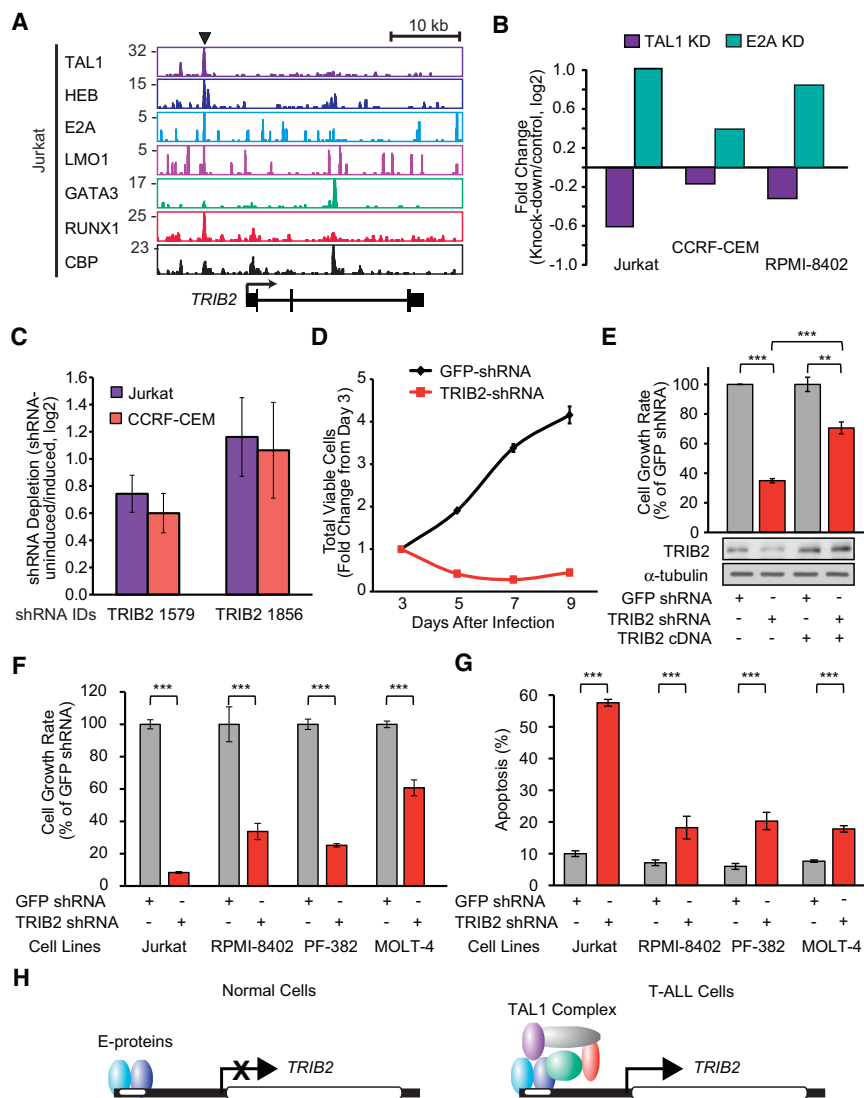 A
10 kb
Jurkat
TAL1
32
HEB
15
E2A
5
LMO1
5
GATA3
17
RUNX1
25
CBP
23
TRIB2
B
TAL1 KD
E2A KD
Fold Change
(Knock-down/control, log2)
1.0
0.6
0.2
-0.2
-0.6
-1.0
Jurkat
CCRF-CEM
RPMI-8402
C
shRNA Depletion (shRNA-
uninduced/induced, log2)
1.6
1.4
1.2
1.0
0.8
0.6
0.4
0.2
0.0
Jurkat
CCRF-CEM
shRNA IDs
TRIB2 1579
TRIB2 1856
D
GFP-shRNA
TRIB2-shRNA
Total Viable Cells
(Fold Change from Day 3)
5
4
3
2
1
0
3
5
7
9
Days After Infection
E
***
***
**
Cell Growth Rate
(% of GFP shNRA)
100
80
60
40
20
0
TRIB2
α-tubulin
GFP shRNA + - + -
TRIB2 shRNA - + - +
TRIB2 cDNA - - + +
F
*** *** *** ***
Cell Growth Rate
(% of GFP shRNA)
120
100
80
60
40
20
0
GFP shRNA + - + - + - + -
TRIB2 shRNA - + - + - + - +
Cell Lines Jurkat RPMI-8402 PF-382 MOLT-4
G
*** *** *** ***
Apoptosis (%)
60
50
40
30
20
10
0
GFP shRNA + - + - + - + -
TRIB2 shRNA - + - + - + - +
Cell Lines Jurkat RPMI-8402 PF-382 MOLT-4
H
Normal Cells
E-proteins
X
TRIB2
T-ALL Cells
TAL1 Complex
TRIB2